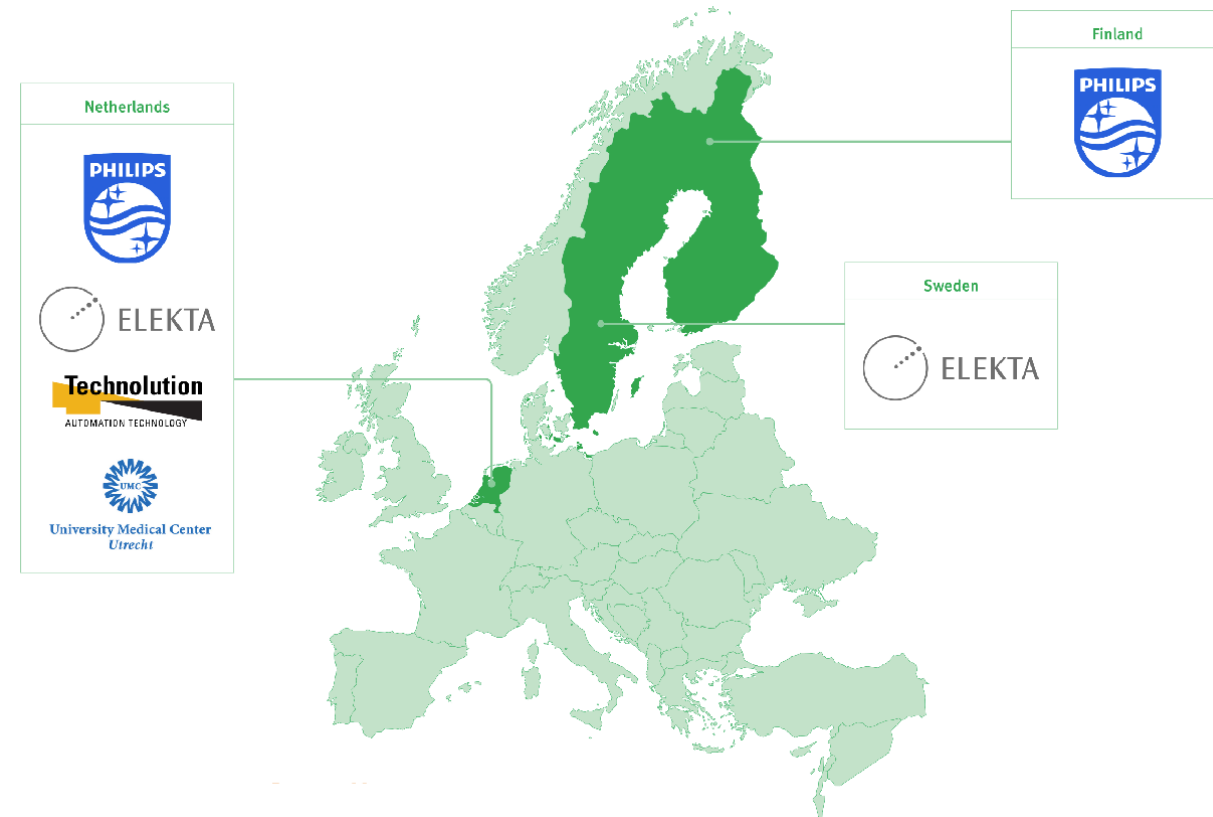 Finland
PHILIPS
Netherlands
PHILIPS
ELEKTA
Technolution
AUTOMATION TECHNOLOGY
UMC
University Medical Center
Utrecht
Sweden
ELEKTA